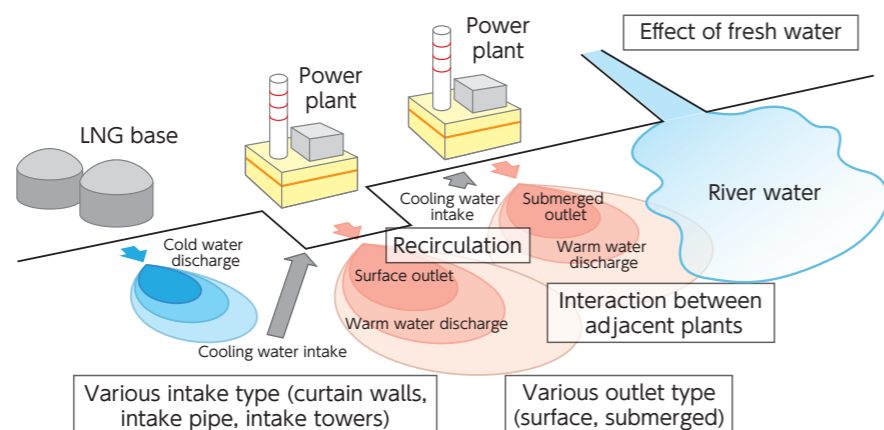 Effect of fresh water
Power
plant
Power
plant
LNG base
River water
Cooling water
intake
Submerged
outlet
Cold water
discharge
Recirculation
Warm water
discharge
Surface outlet
Interaction between
adjacent plants
Warm water discharge
Cooling water intake
Various intake type (curtain walls,
intake pipe, intake towers)
Various outlet type
(surface, submerged)